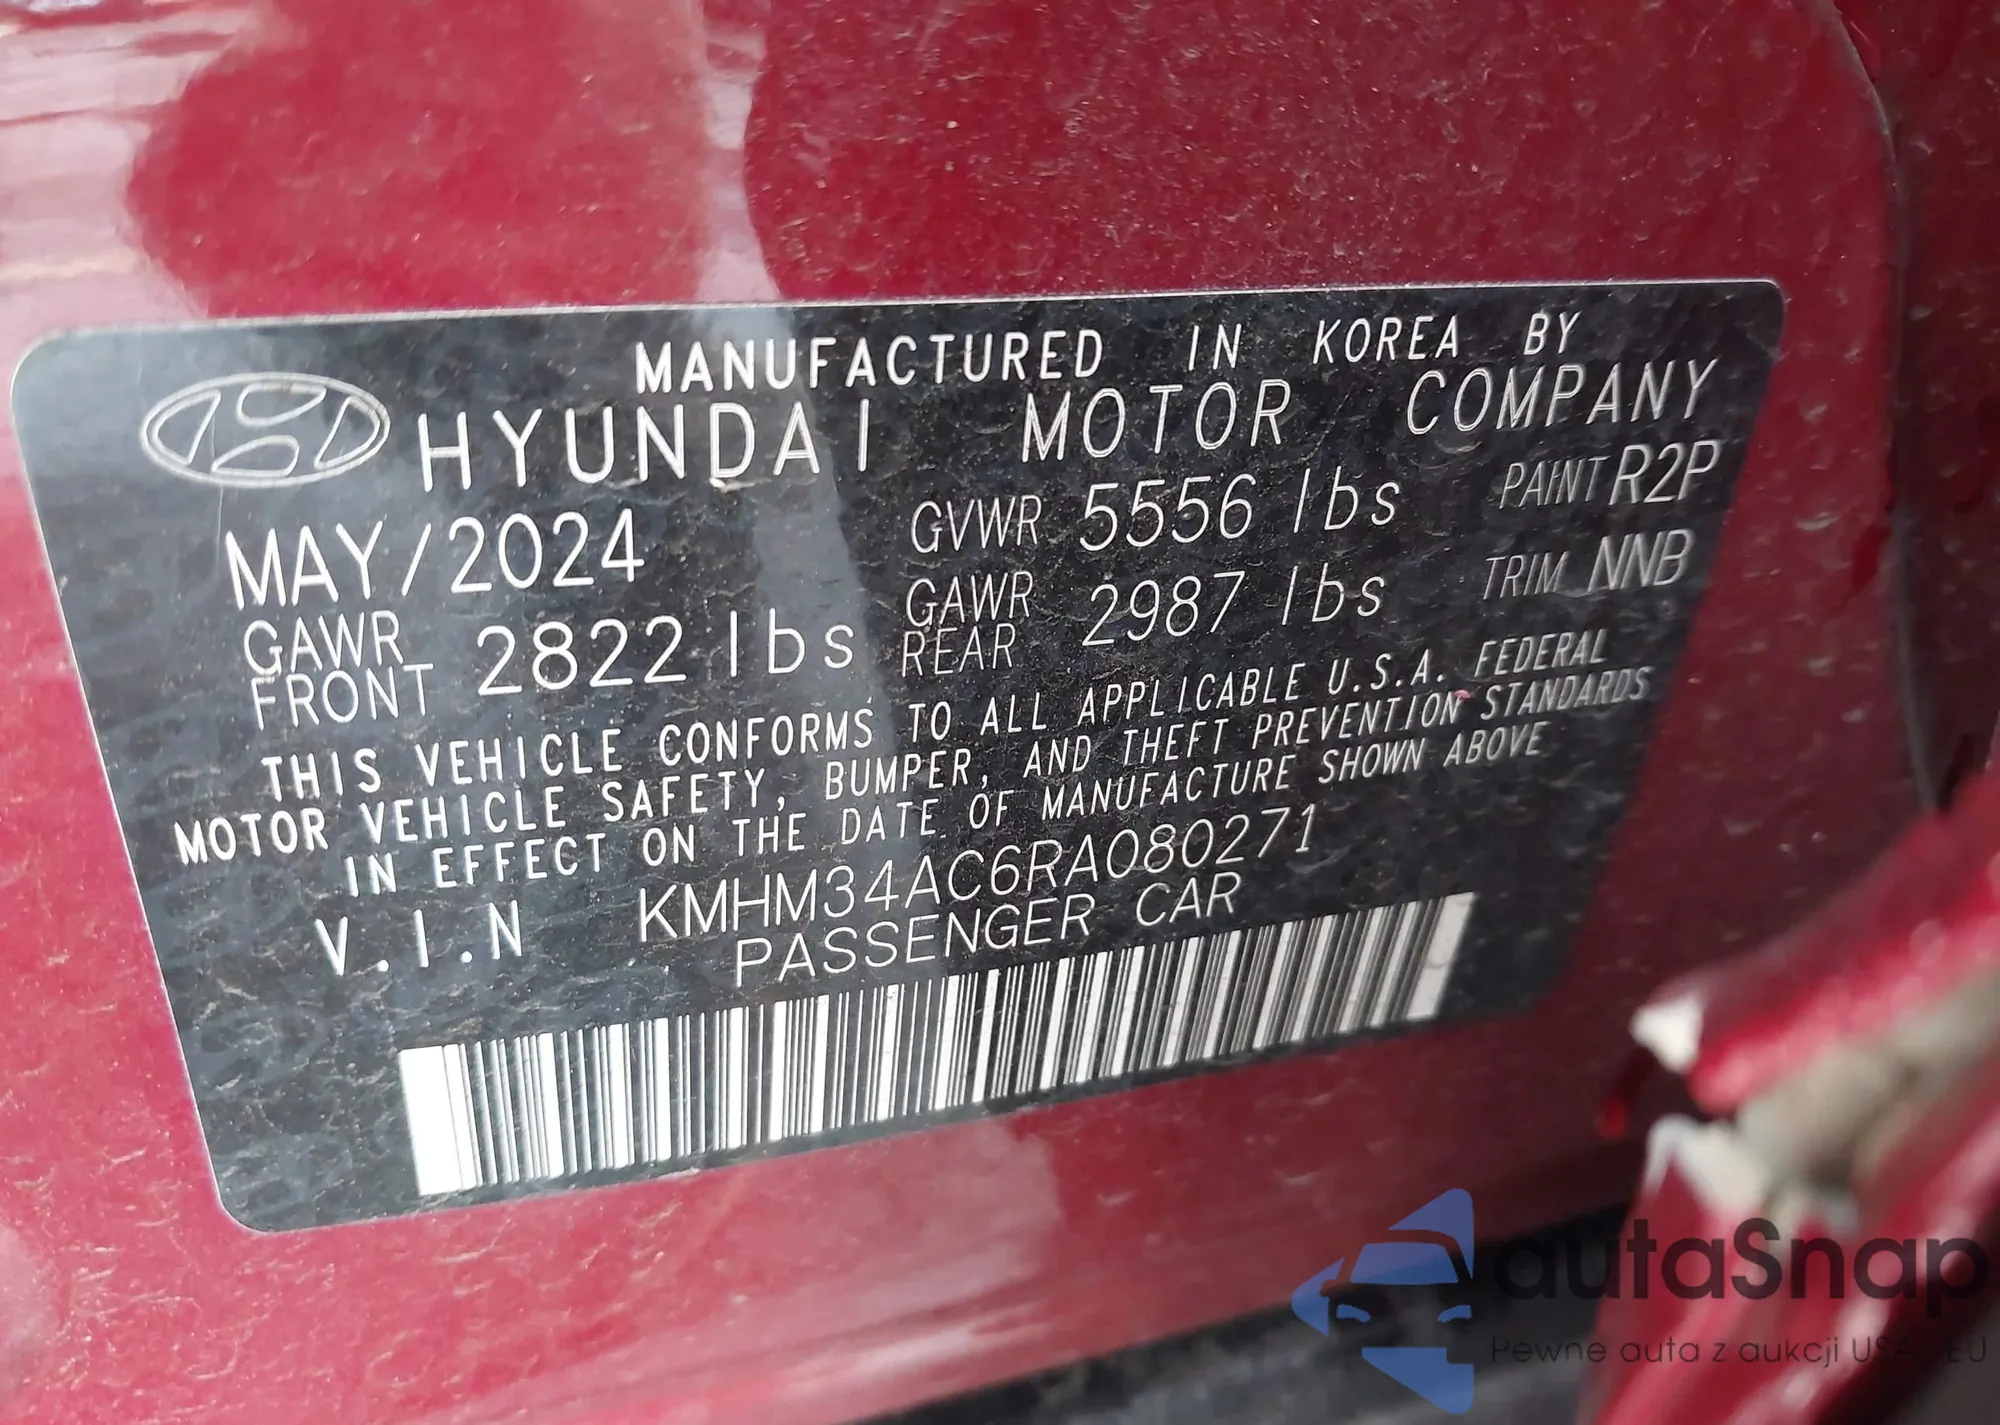 MANUFACTURED IN KOREA BY
HYUNDAI MOTOR COMPANY
MAY/2024 GVWR 5556 lbs PAINT R2P
GAWR FRONT 2822 lbs GAWR REAR 2987 lbs TRIM NNB
THIS VEHICLE CONFORMS TO ALL APPLICABLE U.S.A. FEDERAL
MOTOR VEHICLE SAFETY, BUMPER, AND THEFT PREVENTION STANDARDS
IN EFFECT ON THE DATE OF MANUFACTURE SHOWN ABOVE
V.I.N KMHM34AC6RA080271
PASSENGER CAR
autaSnap
Pewne auta z aukcji USA EU